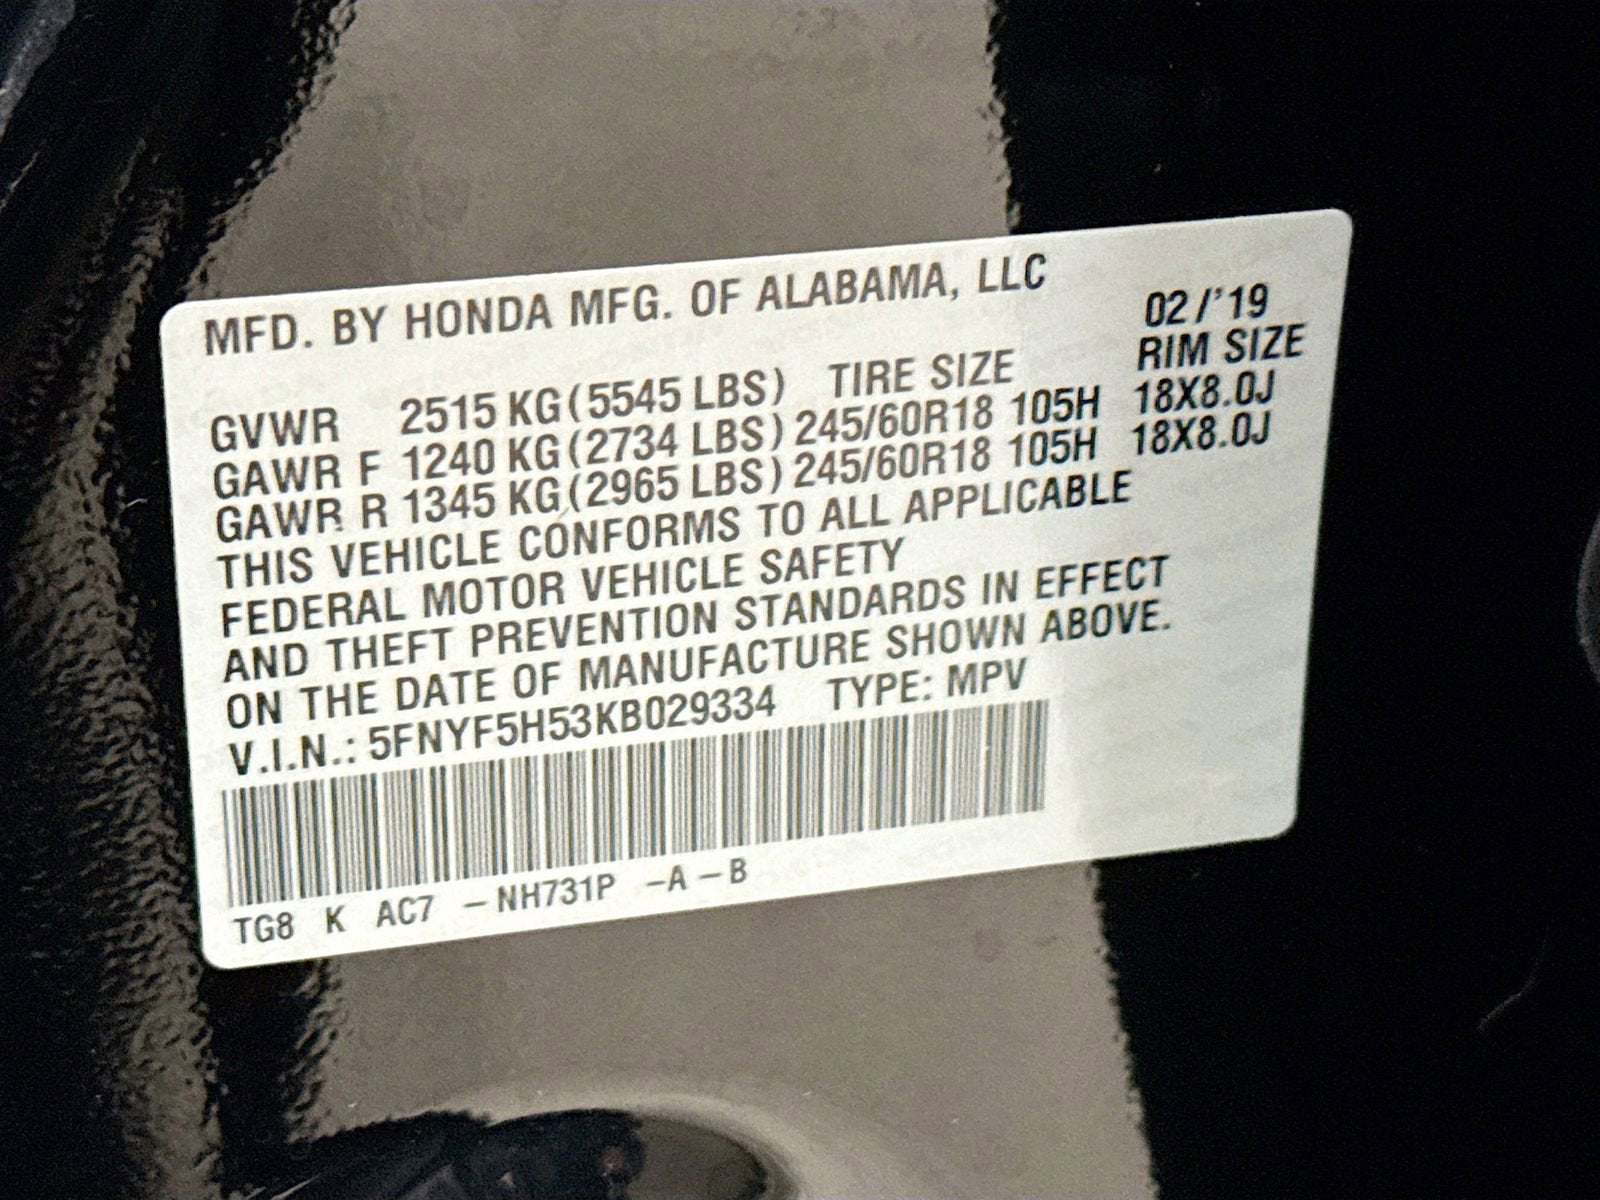 MFD. BY HONDA MFG. OF ALABAMA, LLC
02/'19
GVWR 2515 KG (5545 LBS) TIRE SIZE RIM SIZE
GAWR F 1240 KG (2734 LBS) 245/60R18 105H 18X8.0J
GAWR R 1345 KG (2965 LBS) 245/60R18 105H 18X8.0J
THIS VEHICLE CONFORMS TO ALL APPLICABLE
FEDERAL MOTOR VEHICLE SAFETY
AND THEFT PREVENTION STANDARDS IN EFFECT
ON THE DATE OF MANUFACTURE SHOWN ABOVE.
V.I.N.: 5FNYF5H53KB029334 TYPE: MPV
TG8 K AC7 -NH731P -A-B